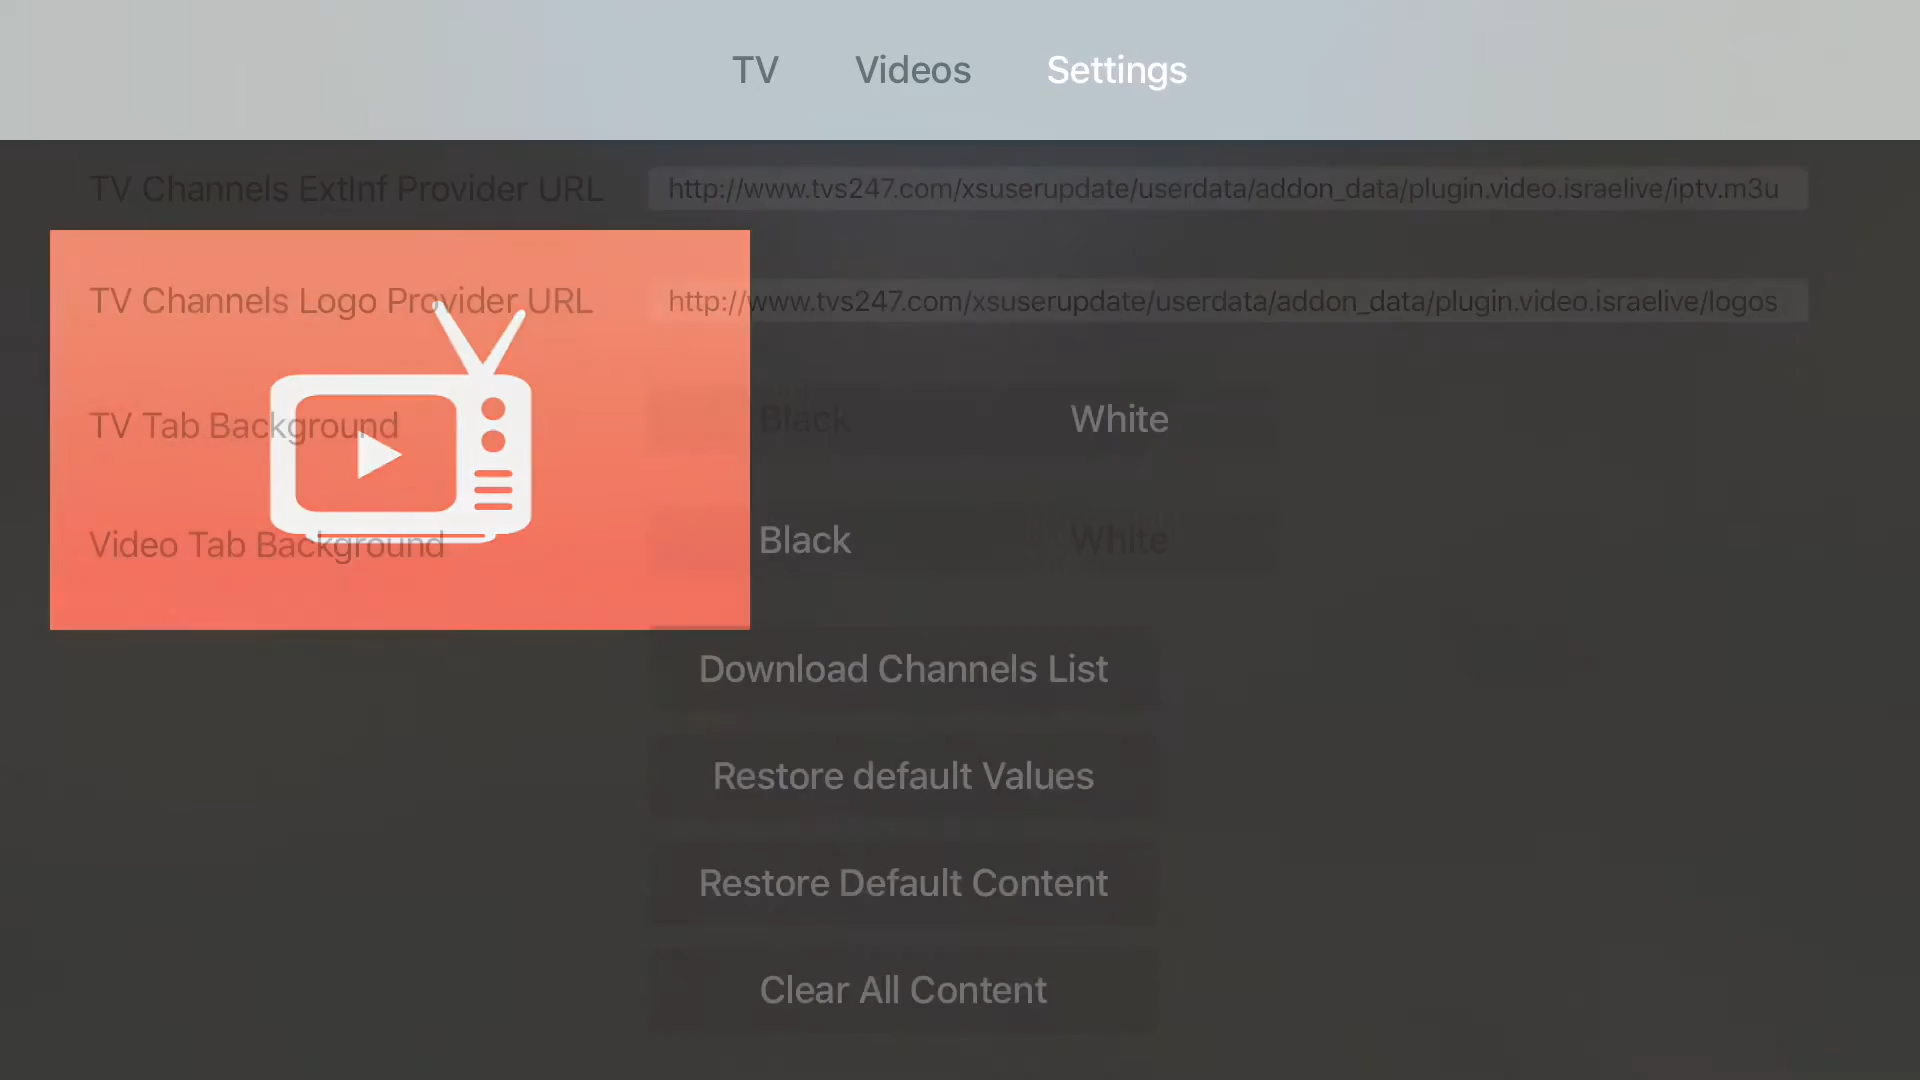 TV Videos Settings
TV Channels ExtInf Provider URL http://www.tvs247.com/xsuserupdate/userdata/addon_data/plugin.video.israelive/iptv.m3u
TV Channels Logo Provider URL http://www.tvs247.com/xsuserupdate/userdata/addon_data/plugin.video.israelive/logos
TV Tab Background Black White
Video Tab Background Black White
Download Channels List
Restore default Values
Restore Default Content
Clear All Content